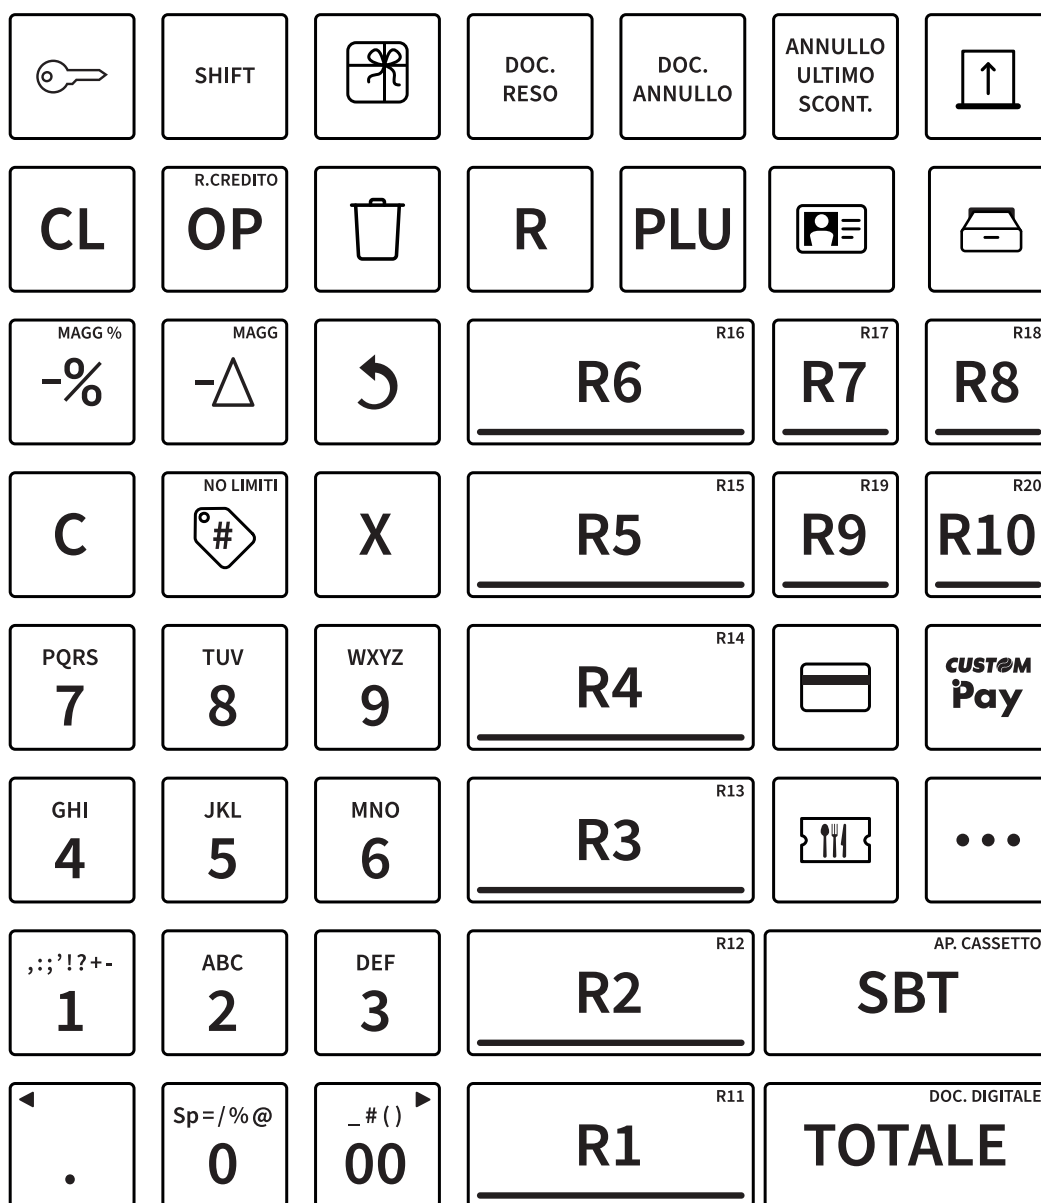 SHIFT
DOC.
RESO
DOC.
ANNULLO
ANNULLO
ULTIMO
SCONT.
CL
R.CREDITO
OP
R
PLU
MAGG %
-%
MAGG
-△
R16
R6
R17
R7
R18
R8
C
NO LIMITI
#
X
R15
R5
R19
R9
R20
R10
PQRS
7
TUV
8
WXYZ
9
R14
R4
CUSTOM
Pay
GHI
4
JKL
5
MNO
6
R13
R3
•••
,:;'!?+-
1
ABC
2
DEF
3
R12
R2
AP. CASSETTO
SBT
◀
.
Sp=/%@
0
_#() ▶
00
R11
R1
DOC. DIGITALE
TOTALE